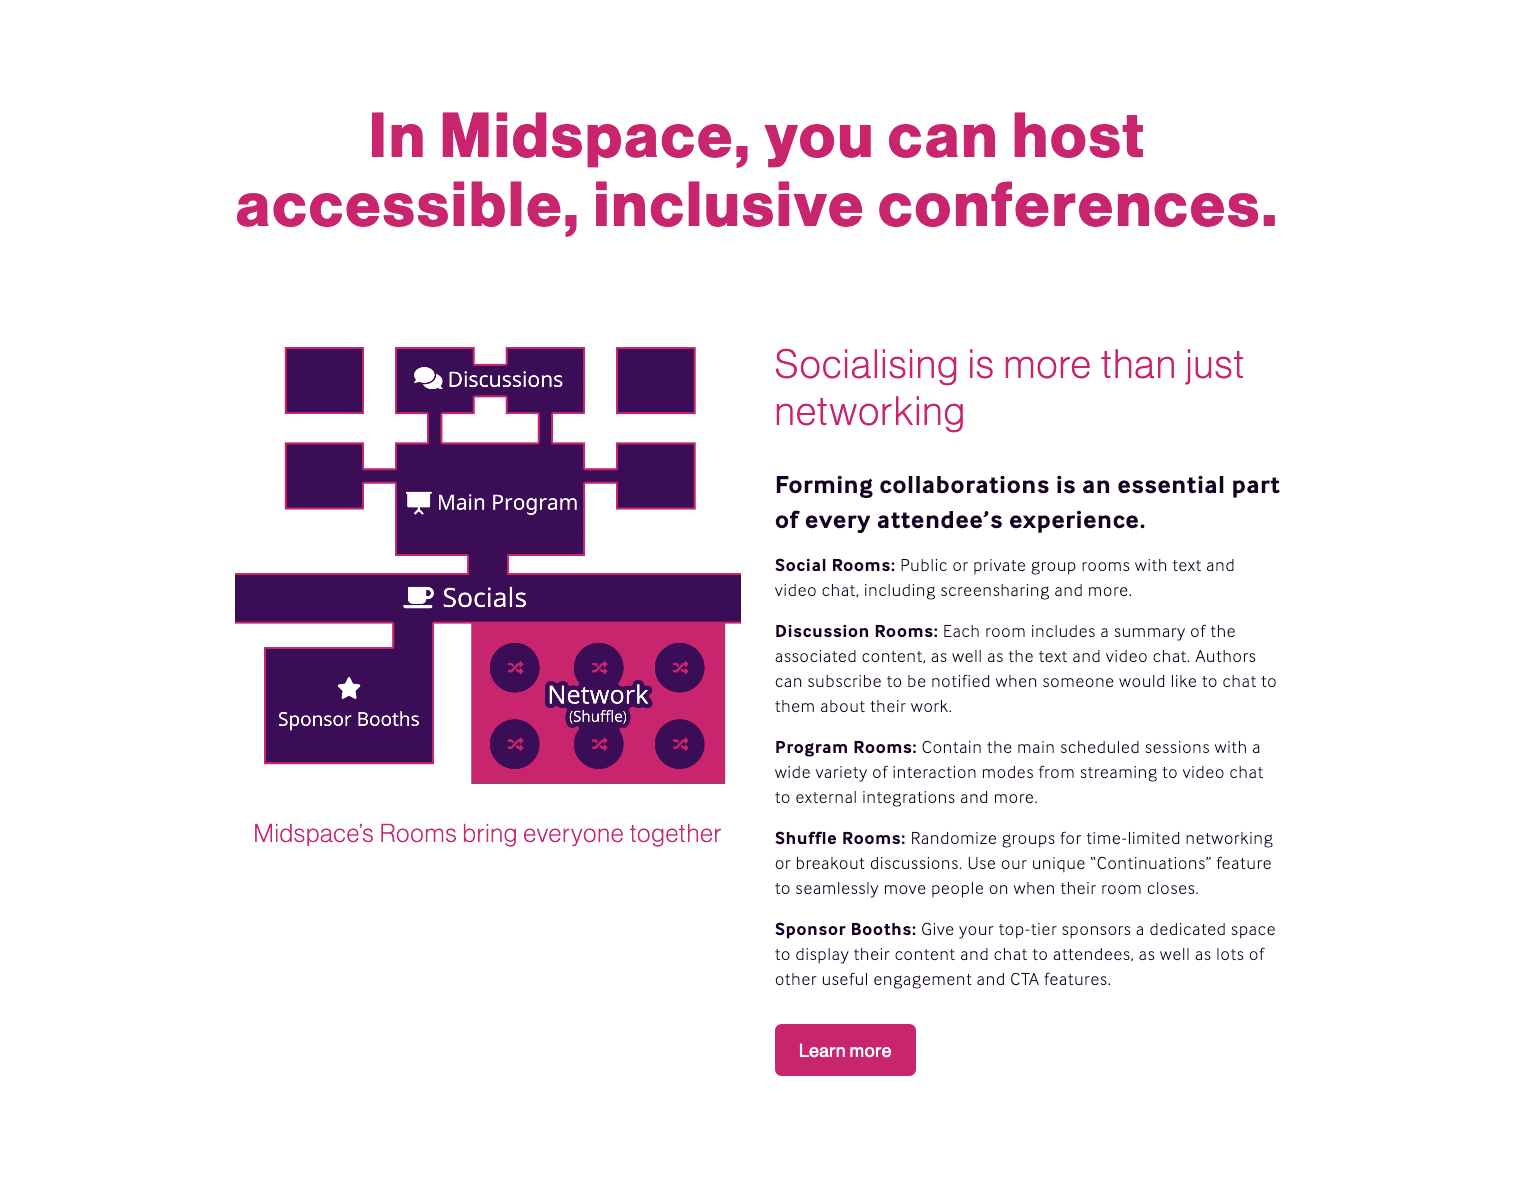 In Midspace, you can host
accessible, inclusive conferences.
Discussions
Main Program
Socials
Sponsor Booths
Network
(Shuffle)
Midspace's Rooms bring everyone together
Socialising is more than just
networking
Forming collaborations is an essential part
of every attendee’s experience.
Social Rooms: Public or private group rooms with text and
video chat, including screensharing and more.
Discussion Rooms: Each room includes a summary of the
associated content, as well as the text and video chat. Authors
can subscribe to be notified when someone would like to chat to
them about their work.
Program Rooms: Contain the main scheduled sessions with a
wide variety of interaction modes from streaming to video chat
to external integrations and more.
Shuffle Rooms: Randomize groups for time-limited networking
or breakout discussions. Use our unique “Continuations” feature
to seamlessly move people on when their room closes.
Sponsor Booths: Give your top-tier sponsors a dedicated space
to display their content and chat to attendees, as well as lots of
other useful engagement and CTA features.
Learn more